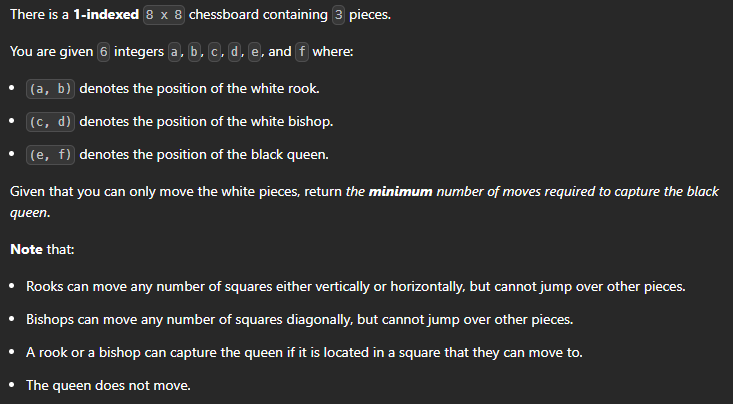 There is a 1-indexed 8 x 8 chessboard containing 3 pieces.
You are given 6 integers a, b, c, d, e, and f where:
• (a, b) denotes the position of the white rook.
• (c, d) denotes the position of the white bishop.
• (e, f) denotes the position of the black queen.
Given that you can only move the white pieces, return the minimum number of moves required to capture the black
queen.
Note that:
• Rooks can move any number of squares either vertically or horizontally, but cannot jump over other pieces.
• Bishops can move any number of squares diagonally, but cannot jump over other pieces.
• A rook or a bishop can capture the queen if it is located in a square that they can move to.
• The queen does not move.